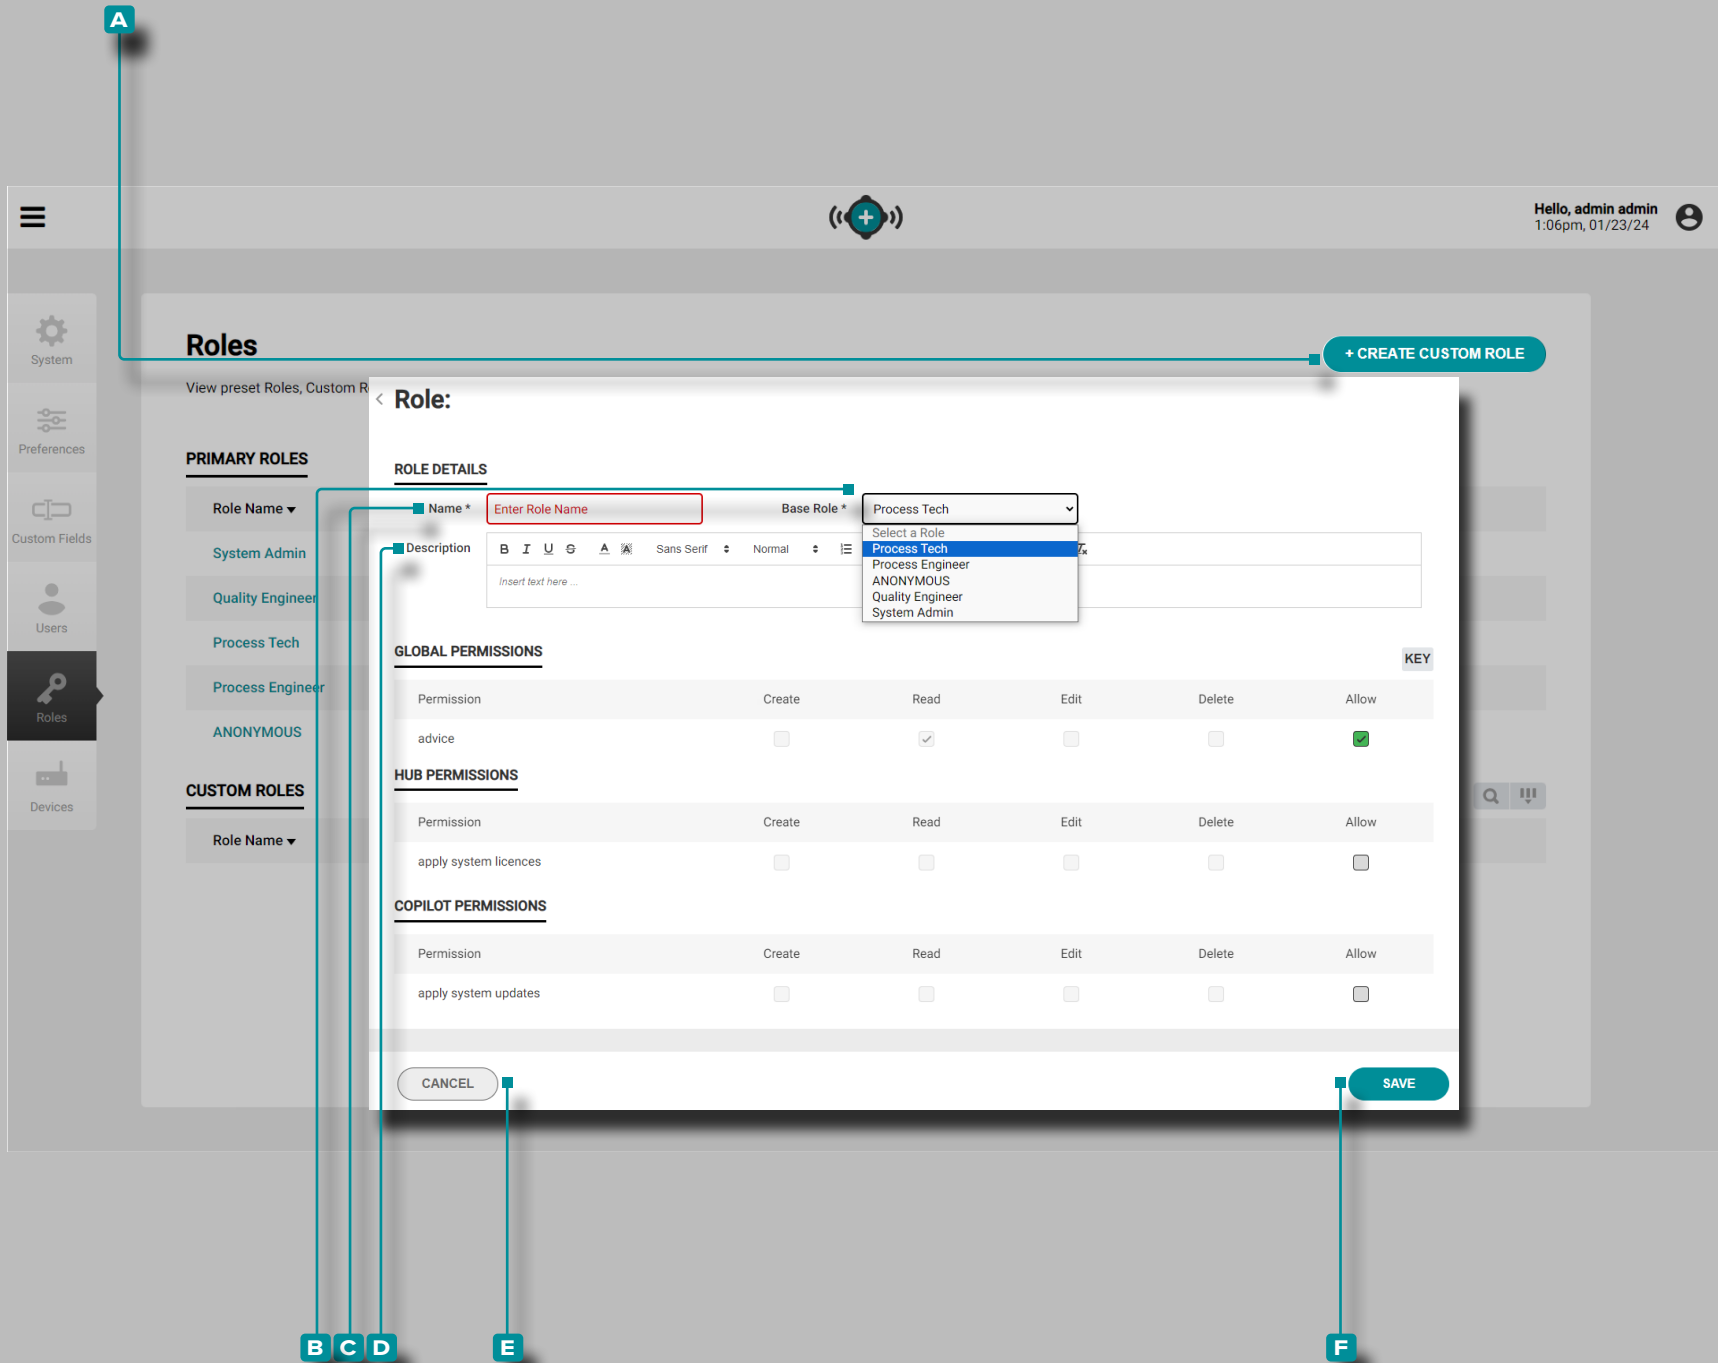 A
Hello, admin admin
1:06pm, 01/23/24
System
Preferences
Custom Fields
Users
Roles
Devices
Roles
+ CREATE CUSTOM ROLE
View preset Roles, Custom R
PRIMARY ROLES
Role Name
System Admin
Quality Engineer
Process Tech
Process Engineer
ANONYMOUS
CUSTOM ROLES
Role Name
Role:
ROLE DETAILS
Name * Enter Role Name Base Role * Process Tech
Select a Role
Process Tech
Process Engineer
ANONYMOUS
Quality Engineer
System Admin
Description B I U S A A Sans Serif Normal
Insert text here ...
GLOBAL PERMISSIONS KEY
Permission Create Read Edit Delete Allow
advice
HUB PERMISSIONS
Permission Create Read Edit Delete Allow
apply system licences
COPILOT PERMISSIONS
Permission Create Read Edit Delete Allow
apply system updates
CANCEL SAVE
B C D E F